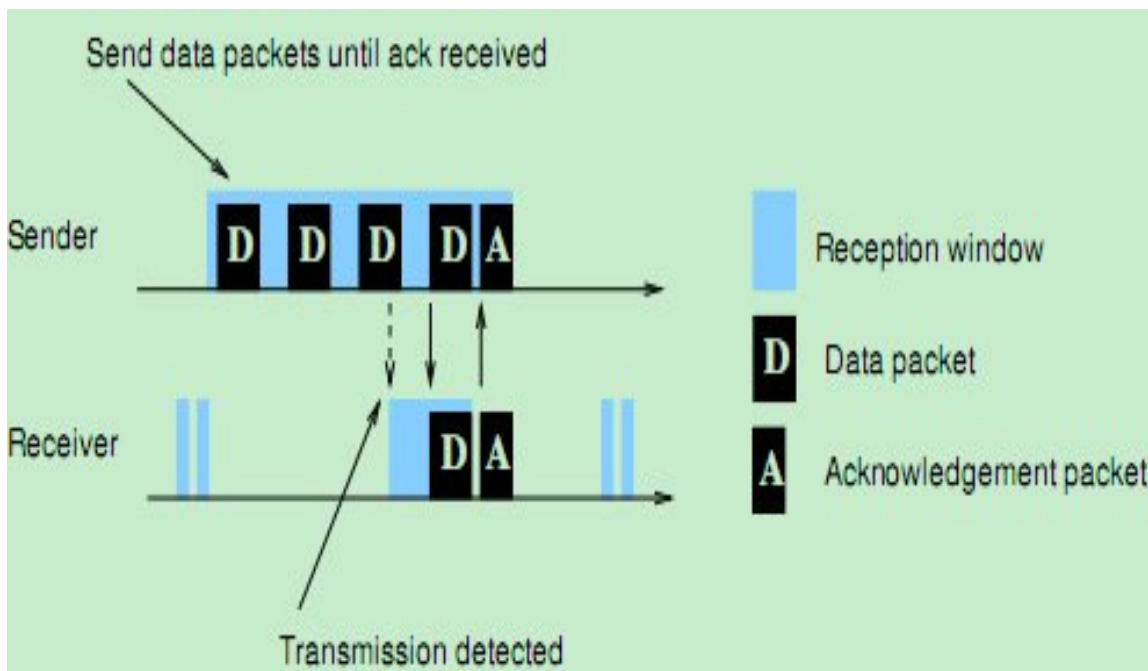 Send data packets until ack received
Sender
D D D D A
Reception window
D
Data packet
Receiver
D A
A
Acknowledgement packet
Transmission detected